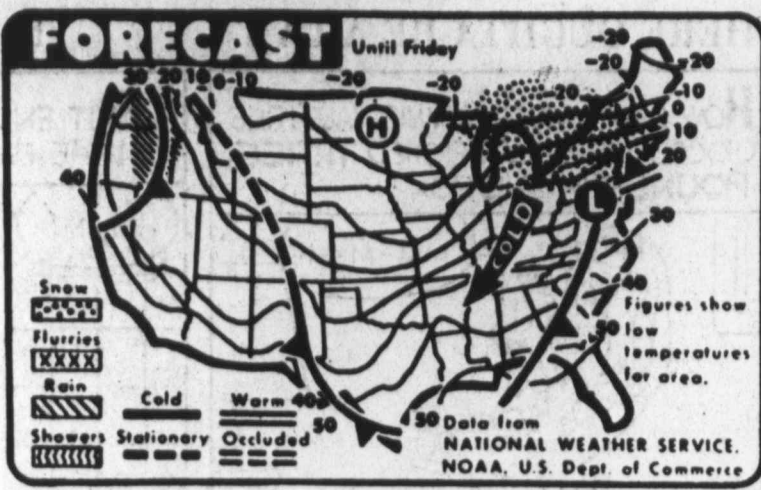 FORECAST Until Friday
30 20 10 0 -10 -20 -20 -20 -20 -20 -20
-10
0
10
20
H
L
40
COLD
30
40
Figures show
50 low
temperatures
for area.
Snow
Flurries
Rain
Showers
Cold Warm 40
Stationary Occluded 50
50
Data from
NATIONAL WEATHER SERVICE.
NOAA, U.S. Dept. of Commerce